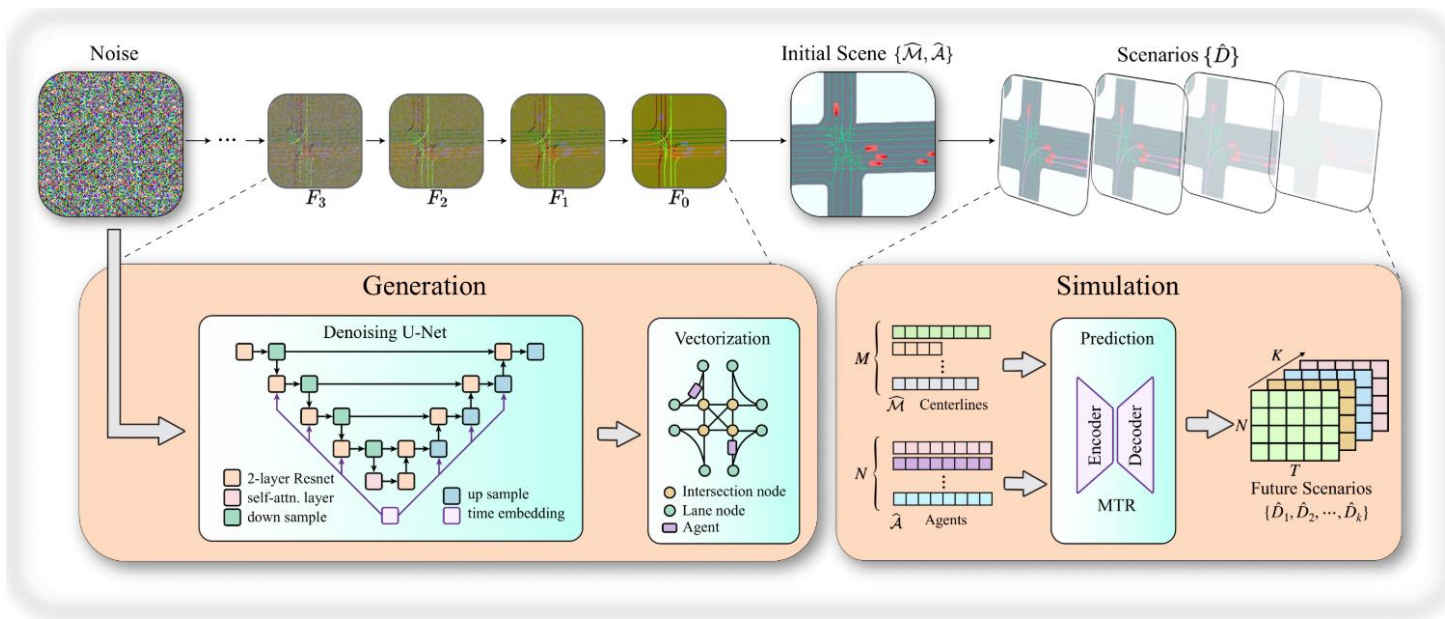 Noise
Initial Scene {\widehat{M}, Â}
Scenarios {D̂}
...
F₃
F₂
F₁
F₀
Generation
Denoising U-Net
2-layer Resnet
self-attn. layer
down sample
up sample
time embedding
Vectorization
Intersection node
Lane node
Agent
Simulation
M
\widehat{M} Centerlines
N
Â Agents
Prediction
Encoder
Decoder
MTR
K
N
T
Future Scenarios
{D̂₁, D̂₂, ⋯, D̂ₖ}